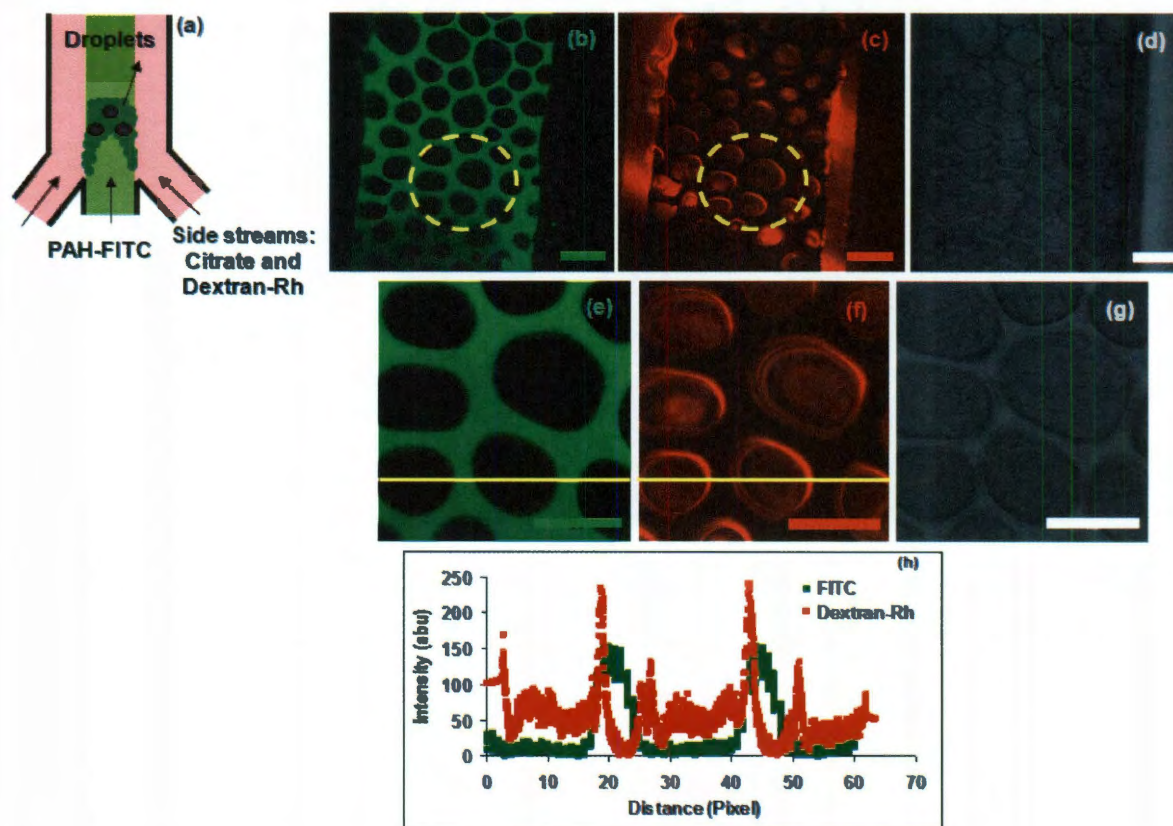 Droplets
(a)
PAH-FITC
Side streams:
Citrate and
Dextran-Rh
(b)
(c)
(d)
(e)
(f)
(g)
(h)
FITC
Dextran-Rh
Intensity (abu)
250
200
150
100
50
0
0 10 20 30 40 50 60 70
Distance (Pixel)